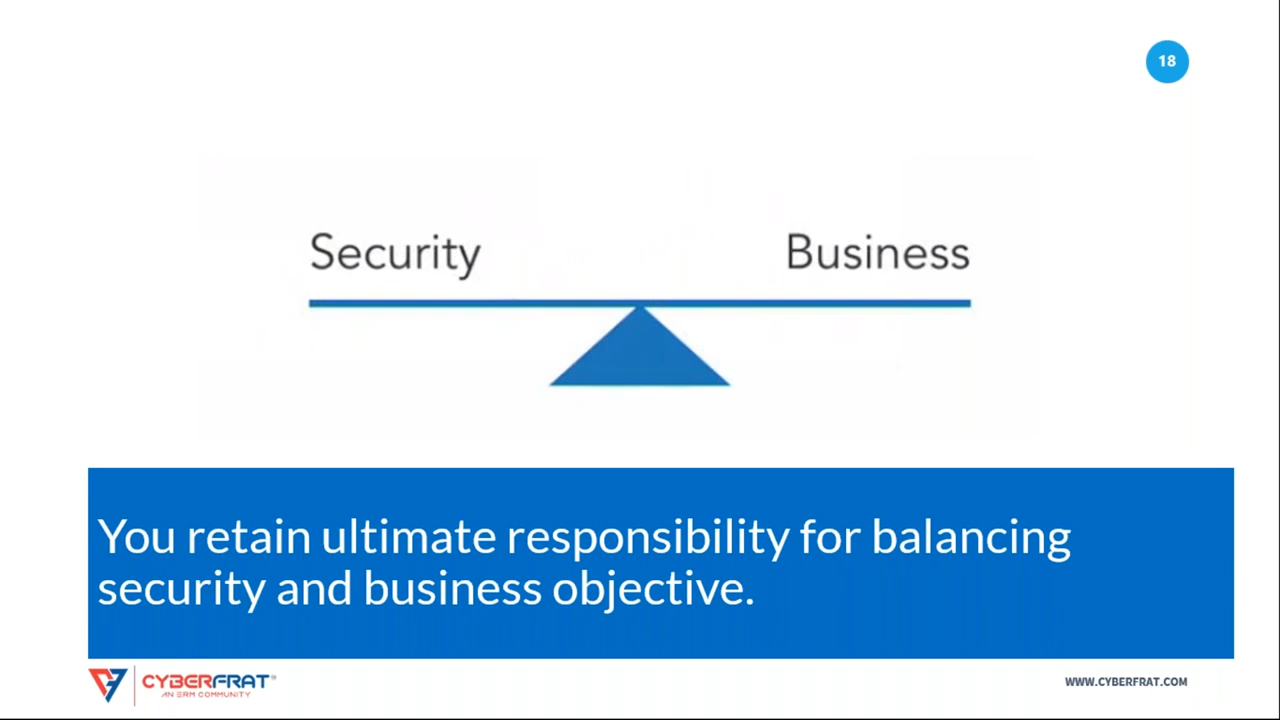 18
Security
Business
You retain ultimate responsibility for balancing
security and business objective.
CYBERFRAT
AN ERM COMMUNITY
WWW.CYBERFRAT.COM